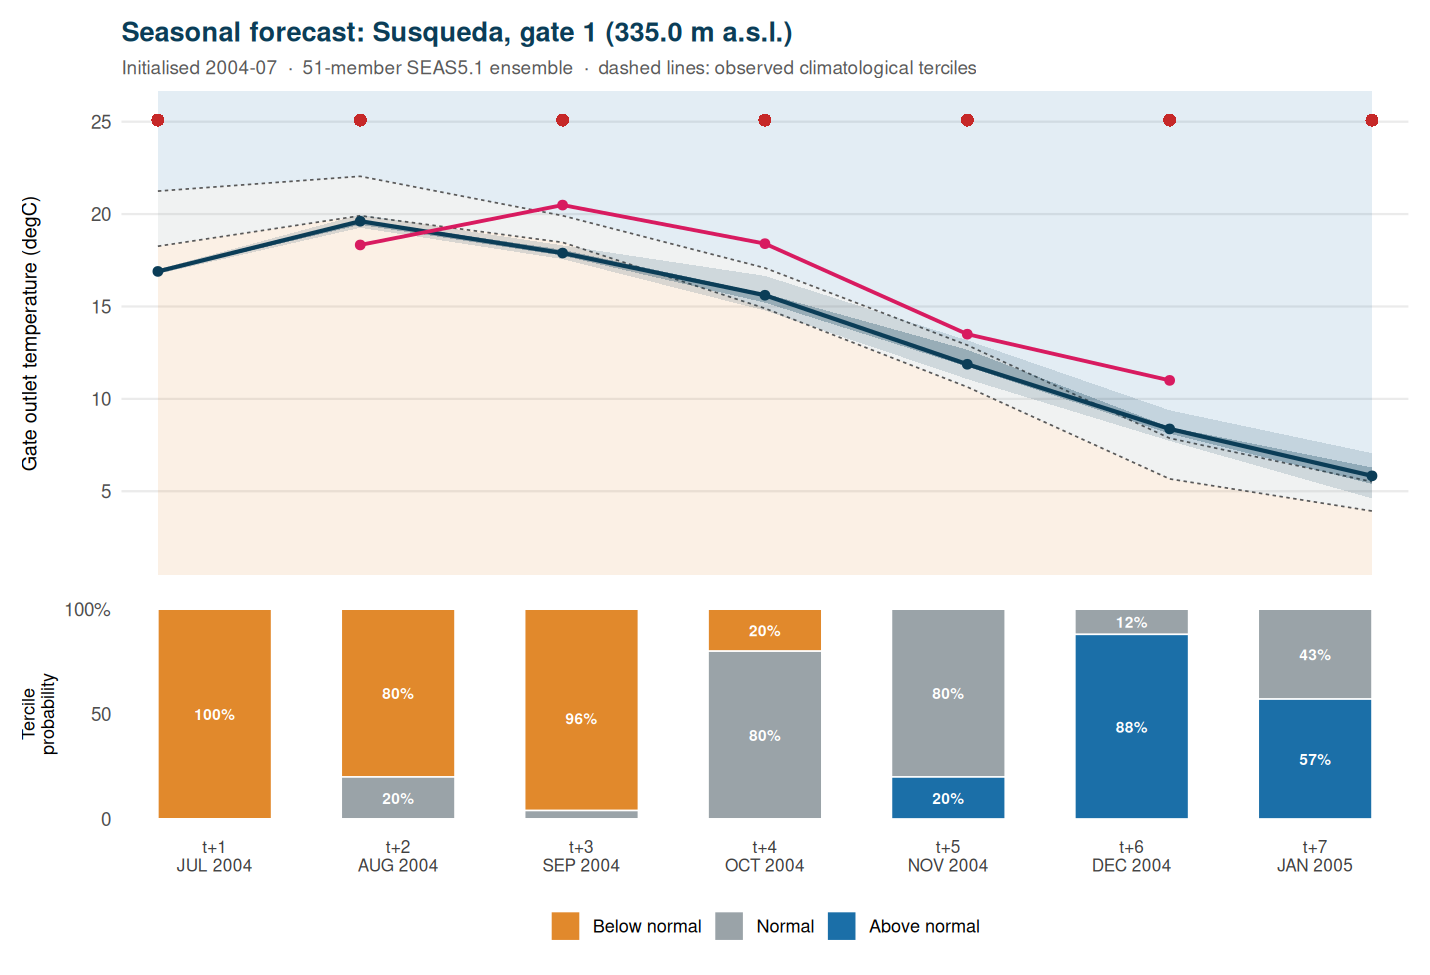 Seasonal forecast: Susqueda, gate 1 (335.0 m a.s.l.)
Initialised 2004-07 · 51-member SEAS5.1 ensemble · dashed lines: observed climatological terciles
Gate outlet temperature (degC)
25
20
15
10
5
Tercile
probability
100%
50
0
100%
80%
20%
96%
20%
80%
80%
20%
12%
88%
43%
57%
t+1
JUL 2004
t+2
AUG 2004
t+3
SEP 2004
t+4
OCT 2004
t+5
NOV 2004
t+6
DEC 2004
t+7
JAN 2005
Below normal
Normal
Above normal